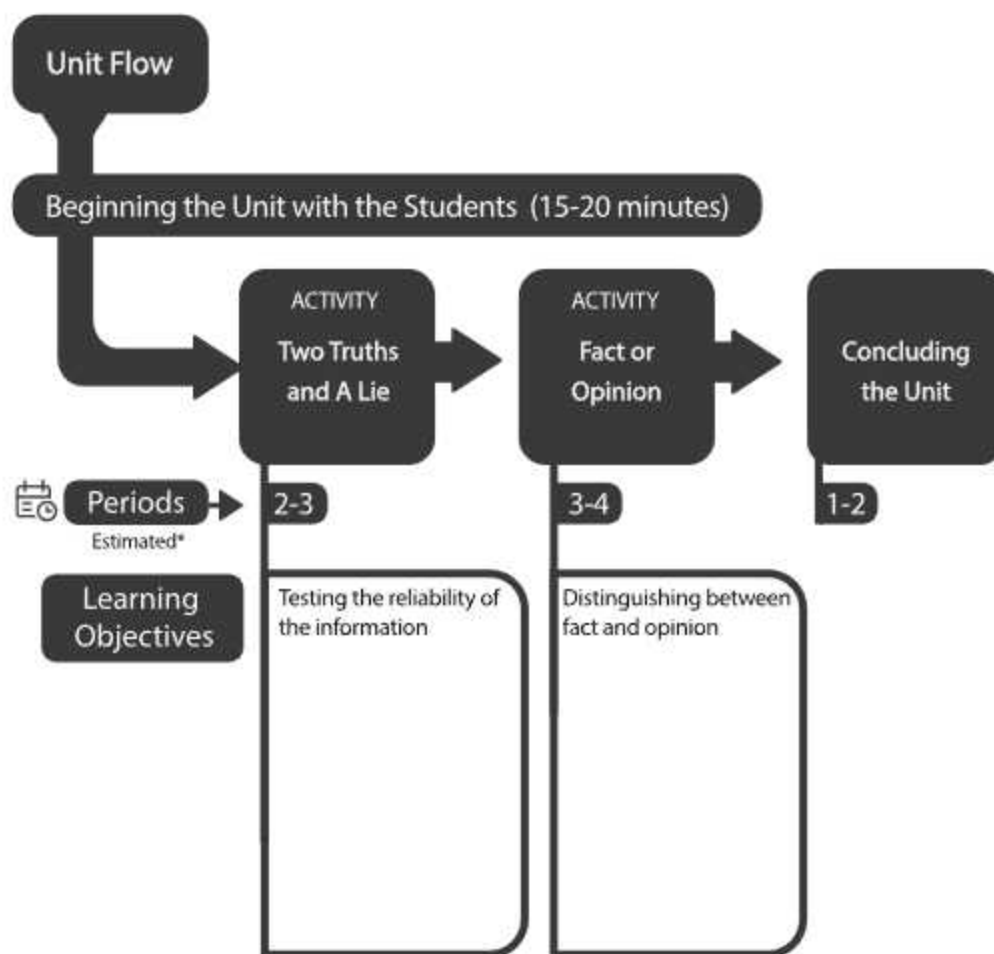 Unit Flow
Beginning the Unit with the Students (15-20 minutes)
ACTIVITY
Two Truths
and A Lie
ACTIVITY
Fact or
Opinion
Concluding
the Unit
Periods
Estimated*
2-3
3-4
1-2
Learning
Objectives
Testing the reliability of
the information
Distinguishing between
fact and opinion